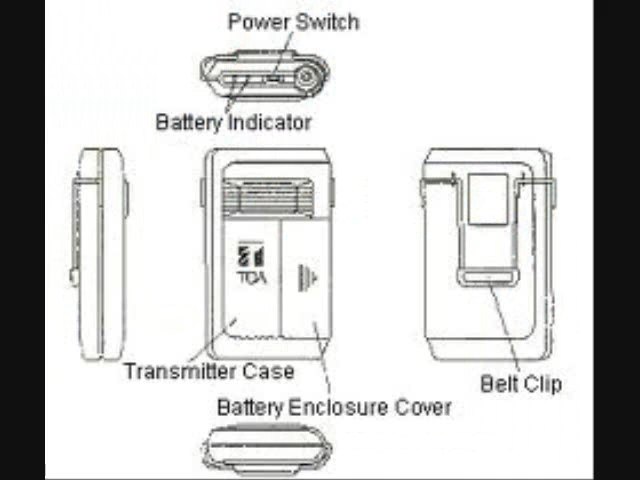 Power Switch
Battery Indicator
TOA
Transmitter Case
Belt Clip
Battery Enclosure Cover